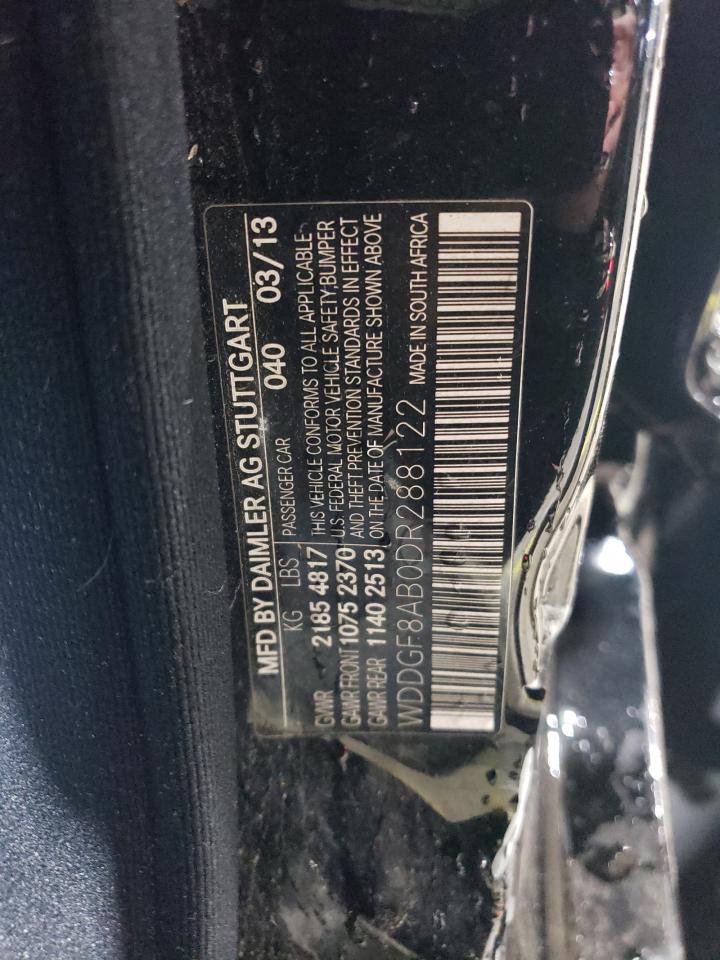 MFD BY DAIMLER AG STUTTGART
KG LBS PASSENGER CAR 040 03/13
GVWR 2185 4817 THIS VEHICLE CONFORMS TO ALL APPLICABLE
GAWR FRONT 1075 2370 U.S. FEDERAL MOTOR VEHICLE SAFETY, BUMPER
GAWR REAR 1140 2513 AND THEFT PREVENTION STANDARDS IN EFFECT
ON THE DATE OF MANUFACTURE SHOWN ABOVE
WDDGF8AB0DR288122 MADE IN SOUTH AFRICA